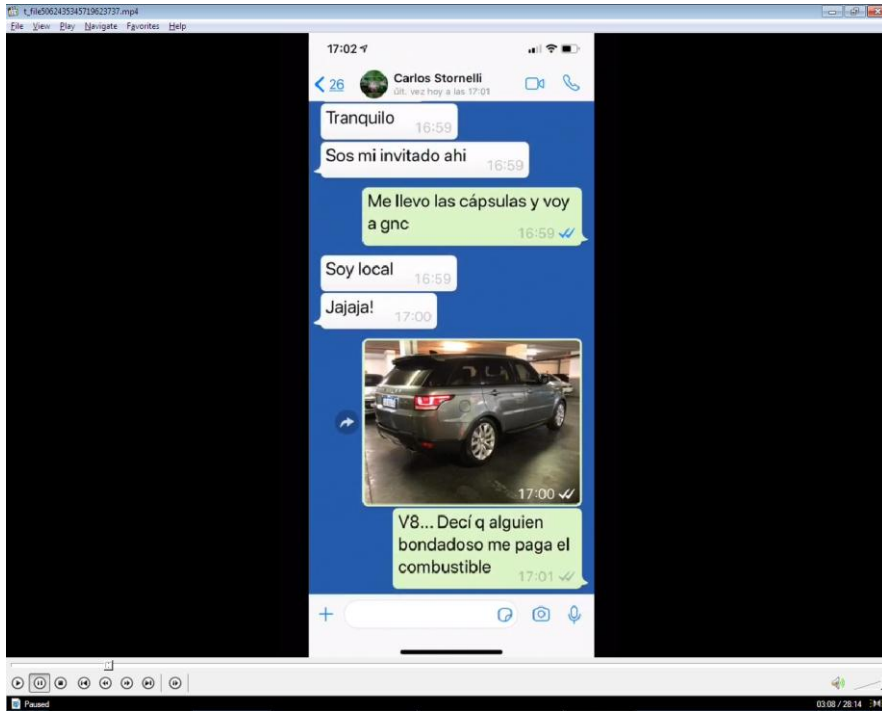 t_file5062435345719623737.mp4
File View Play Navigate Favorites Help
17:02
26
Carlos Stornelli
últ. vez hoy a las 17:01
Tranquilo
16:59
Sos mi invitado ahi
16:59
Me llevo las cápsulas y voy
a gnc
16:59
Soy local
16:59
Jajaja!
17:00
17:00
V8... Decí q alguien
bondadoso me paga el
combustible
17:01
Paused
03:08 / 28:14